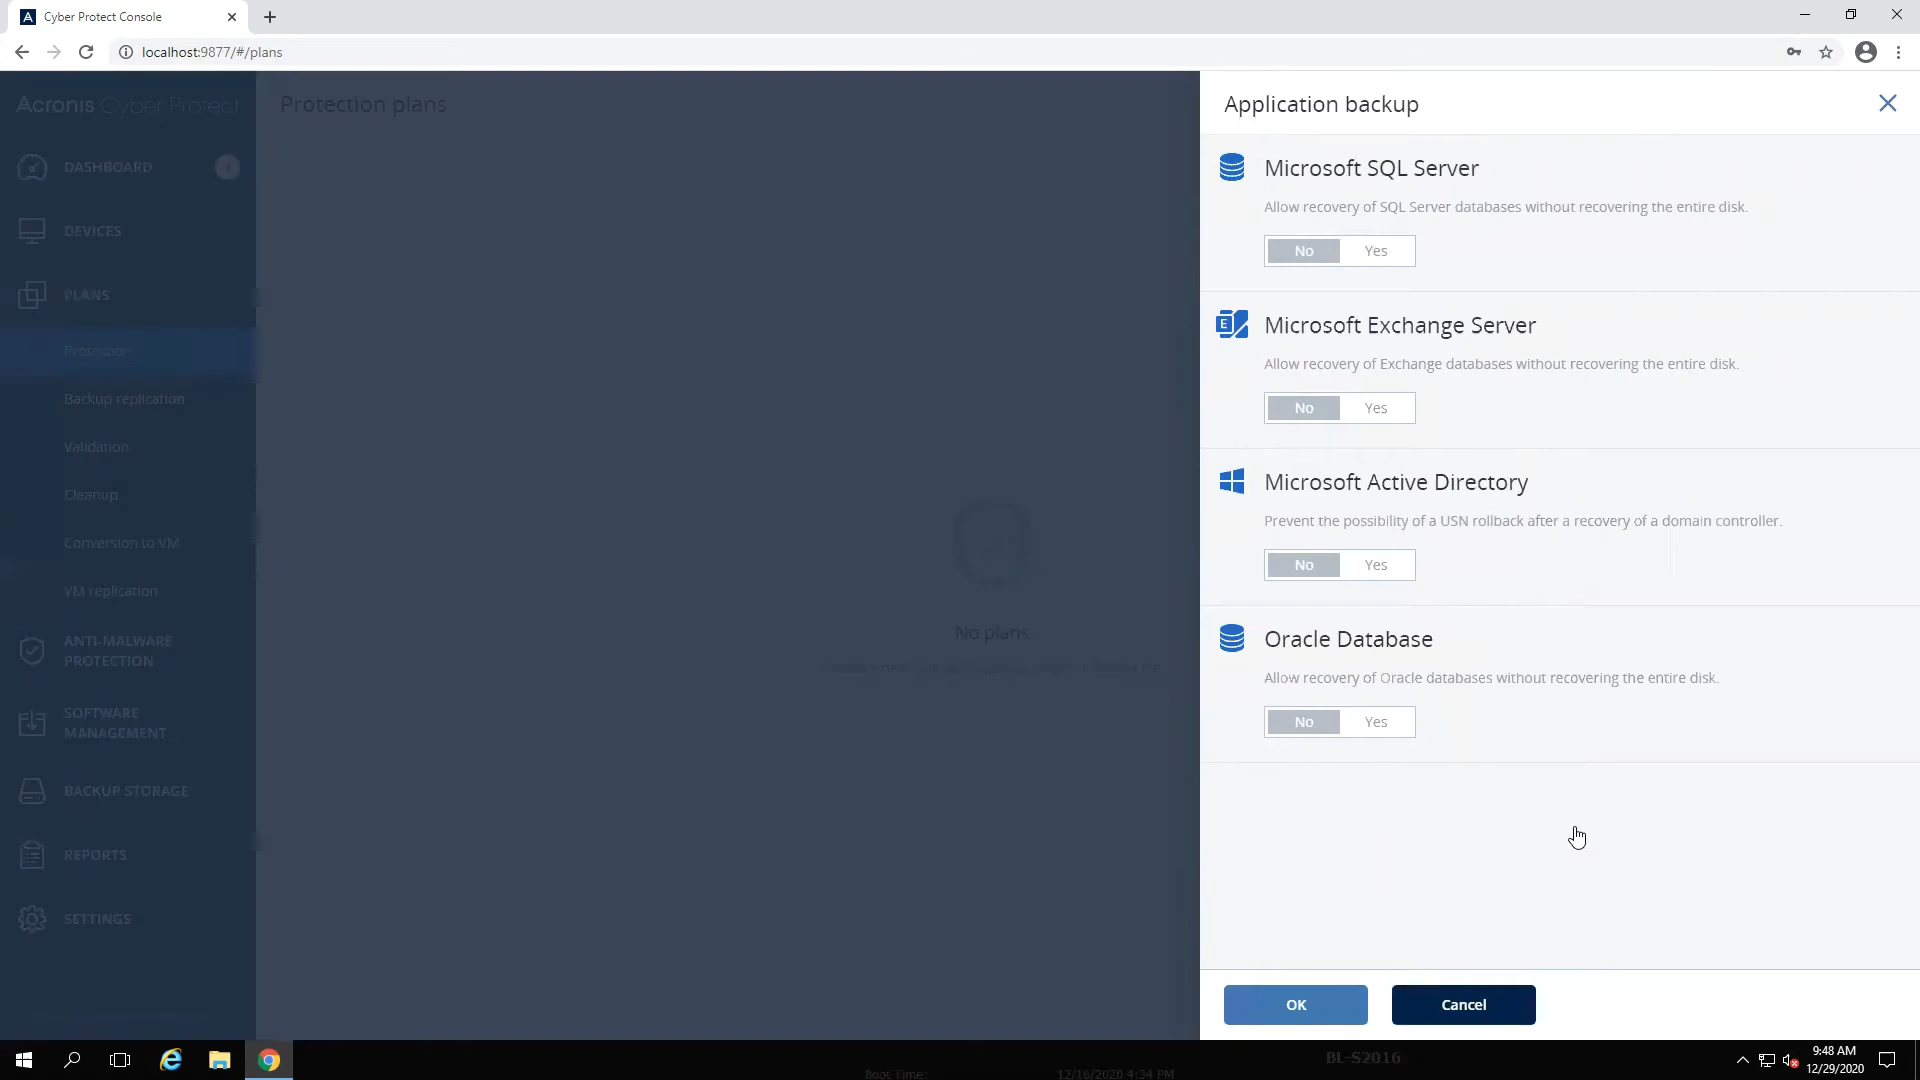 Cyber Protect Console
localhost:9877/#/plans
Acronis Cyber Protect
Protection plans
DASHBOARD
DEVICES
PLANS
Protection
Backup replication
Validation
Cleanup
Conversion to VM
VM replication
ANTI-MALWARE
PROTECTION
SOFTWARE
MANAGEMENT
BACKUP STORAGE
REPORTS
SETTINGS
No plans
Application backup
Microsoft SQL Server
Allow recovery of SQL Server databases without recovering the entire disk.
No Yes
Microsoft Exchange Server
Allow recovery of Exchange databases without recovering the entire disk.
No Yes
Microsoft Active Directory
Prevent the possibility of a USN rollback after a recovery of a domain controller.
No Yes
Oracle Database
Allow recovery of Oracle databases without recovering the entire disk.
No Yes
OK Cancel
BL-S2016
Boot Time: 12/16/2020 4:34 PM
9:48 AM
12/29/2020